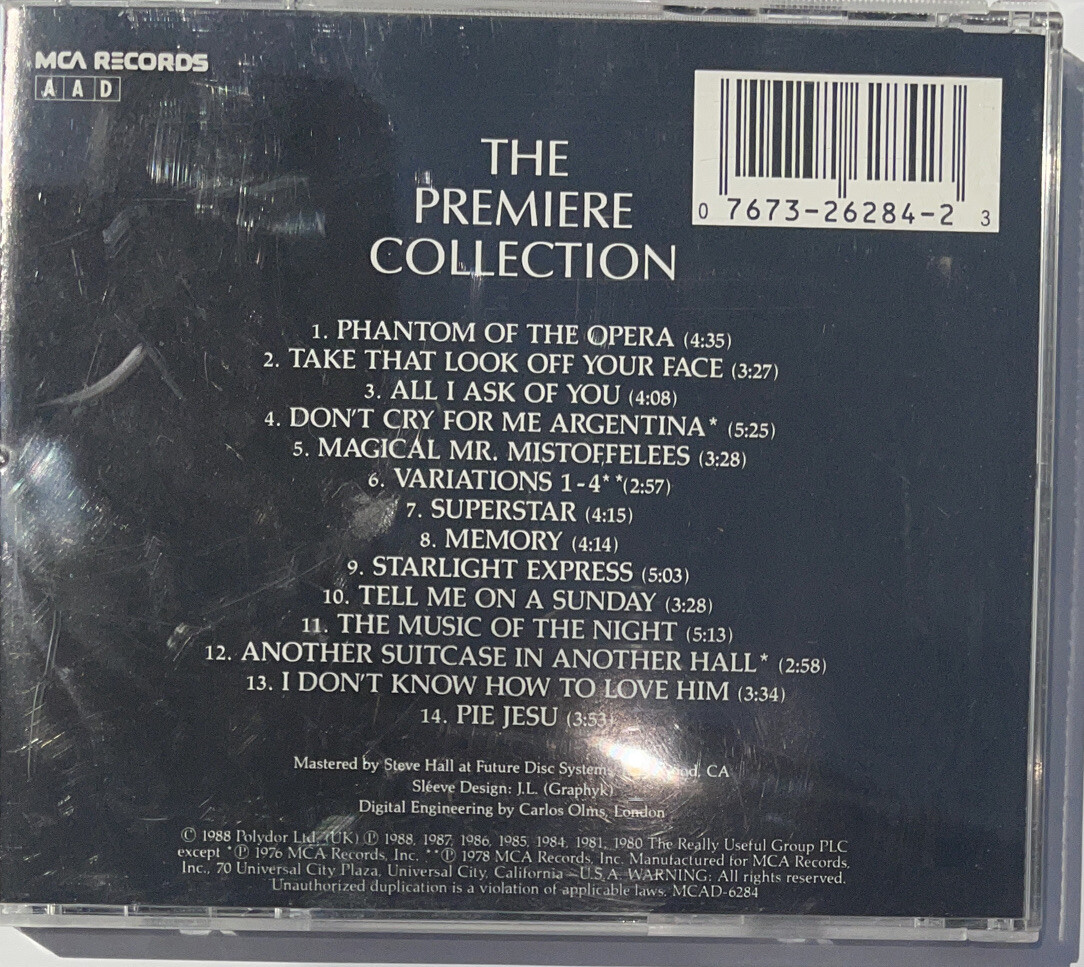 MCA RECORDS
A A D
0 7673-26284-2 3
THE
PREMIERE
COLLECTION
1. PHANTOM OF THE OPERA (4:35)
2. TAKE THAT LOOK OFF YOUR FACE (3:27)
3. ALL I ASK OF YOU (4:08)
4. DON'T CRY FOR ME ARGENTINA* (5:25)
5. MAGICAL MR. MISTOFFELEES (3:28)
6. VARIATIONS 1-4** (2:57)
7. SUPERSTAR (4:15)
8. MEMORY (4:14)
9. STARLIGHT EXPRESS (5:03)
10. TELL ME ON A SUNDAY (3:28)
11. THE MUSIC OF THE NIGHT (5:13)
12. ANOTHER SUITCASE IN ANOTHER HALL* (2:58)
13. I DON'T KNOW HOW TO LOVE HIM (3:34)
14. PIE JESU (3:53)
Mastered by Steve Hall at Future Disc Systems, CA
Sleeve Design: J.L. (Graphyk)
Digital Engineering by Carlos Olms, London
© 1988 Polydor Ltd. (UK) ℗ 1988, 1987, 1986, 1985, 1984, 1981, 1980 The Really Useful Group PLC
except *℗ 1976 MCA Records, Inc. **℗ 1978 MCA Records, Inc. Manufactured for MCA Records,
Inc., 70 Universal City Plaza, Universal City, California—U.S.A. WARNING: All rights reserved.
Unauthorized duplication is a violation of applicable laws. MCAD-6284